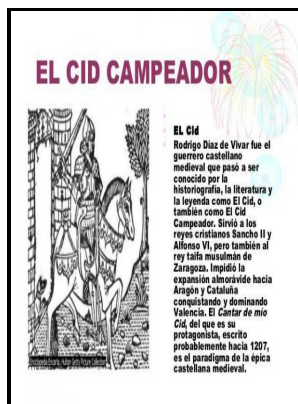 EL CID CAMPEADOR
EL Cid
Rodrigo Díaz de Vivar fue el
guerrero castellano
medieval que pasó a ser
conocido por la
historiografía, la literatura y
la leyenda como El Cid, o
también como El Cid
Campeador. Sirvió a los
reyes cristianos Sancho II y
Alfonso VI, pero también al
rey taifa musulmán de
Zaragoza. Impidió la
expansión almorávide hacia
Aragón y Cataluña
conquistando y dominando
Valencia. El Cantar de mio
Cid, del que es su
protagonista, escrito
probablemente hacia 1207,
es el paradigma de la épica
castellana medieval.